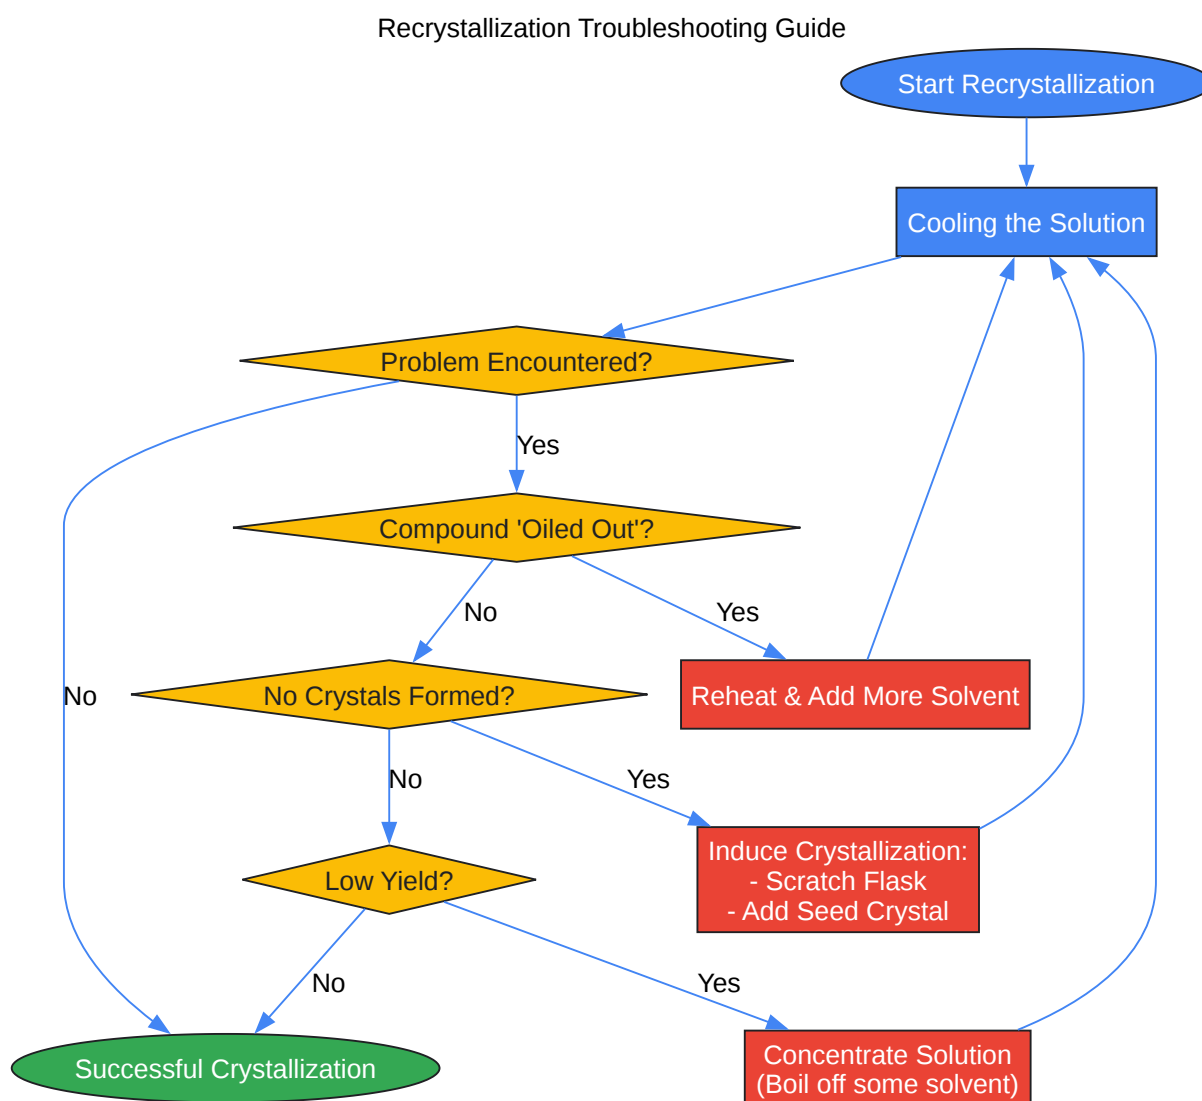 Recrystallization Troubleshooting Guide
Start Recrystallization
Cooling the Solution
Problem Encountered?
Yes
Compound 'Oiled Out'?
No
Yes
No
No Crystals Formed?
Reheat & Add More Solvent
No
Yes
Induce Crystallization:
- Scratch Flask
- Add Seed Crystal
Low Yield?
No
Yes
Successful Crystallization
Concentrate Solution
(Boil off some solvent)